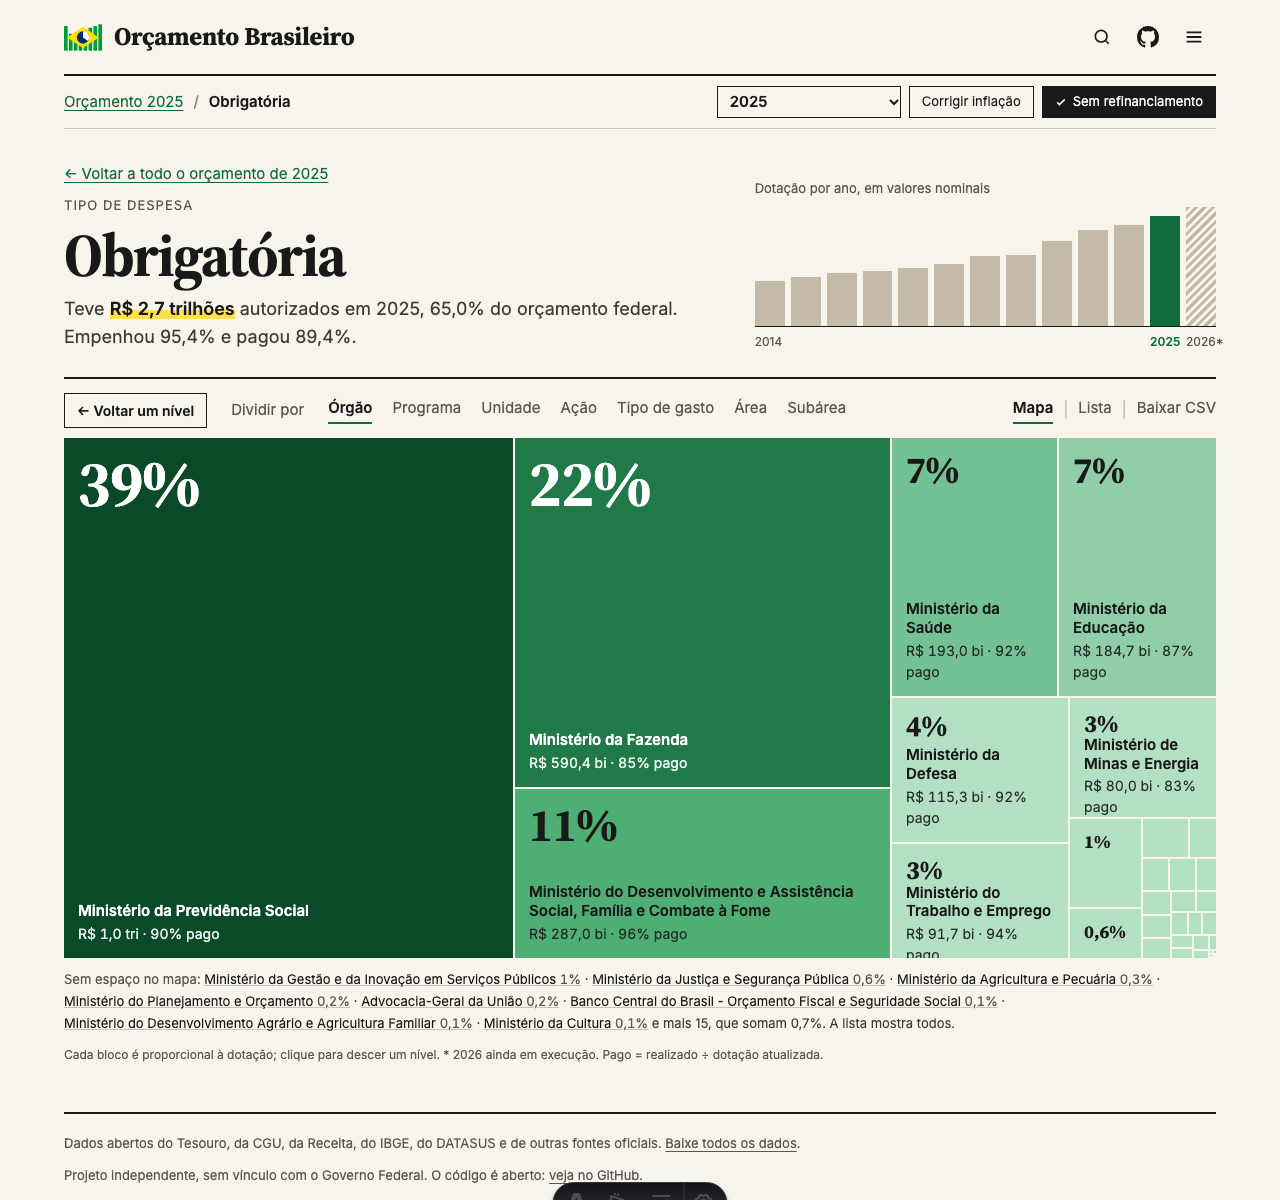 Orçamento Brasileiro
Orçamento 2025 / Obrigatória
2025
Corrigir inflação
✓ Sem refinanciamento
← Voltar a todo o orçamento de 2025
TIPO DE DESPESA
Obrigatória
Teve R$ 2,7 trilhões autorizados em 2025, 65,0% do orçamento federal.
Empenhou 95,4% e pagou 89,4%.
Dotação por ano, em valores nominais
2014
2025
2026*
← Voltar um nível
Dividir por
Órgão
Programa
Unidade
Ação
Tipo de gasto
Área
Subárea
Mapa | Lista | Baixar CSV
39%
Ministério da Previdência Social
R$ 1,0 tri · 90% pago
22%
Ministério da Fazenda
R$ 590,4 bi · 85% pago
11%
Ministério do Desenvolvimento e Assistência
Social, Família e Combate à Fome
R$ 287,0 bi · 96% pago
7%
Ministério da
Saúde
R$ 193,0 bi · 92%
pago
7%
Ministério da
Educação
R$ 184,7 bi · 87%
pago
4%
Ministério da
Defesa
R$ 115,3 bi · 92%
pago
3%
Ministério de
Minas e Energia
R$ 80,0 bi · 83%
pago
3%
Ministério do
Trabalho e Emprego
R$ 91,7 bi · 94%
pago
1%
0,6%
Sem espaço no mapa: Ministério da Gestão e da Inovação em Serviços Públicos 1% · Ministério da Justiça e Segurança Pública 0,6% · Ministério da Agricultura e Pecuária 0,3% ·
Ministério do Planejamento e Orçamento 0,2% · Advocacia-Geral da União 0,2% · Banco Central do Brasil - Orçamento Fiscal e Seguridade Social 0,1% ·
Ministério do Desenvolvimento Agrário e Agricultura Familiar 0,1% · Ministério da Cultura 0,1% e mais 15, que somam 0,7%. A lista mostra todos.
Cada bloco é proporcional à dotação; clique para descer um nível. * 2026 ainda em execução. Pago = realizado ÷ dotação atualizada.
Dados abertos do Tesouro, da CGU, da Receita, do IBGE, do DATASUS e de outras fontes oficiais. Baixe todos os dados.
Projeto independente, sem vínculo com o Governo Federal. O código é aberto: veja no GitHub.